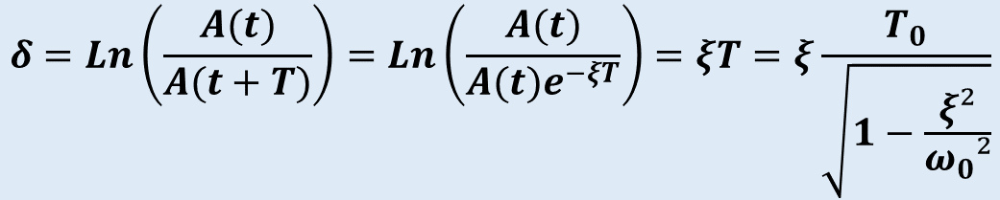 δ = Ln(A(t)/A(t + T)) = Ln(A(t)/A(t)e^{−ξT}) = ξT = ξ T₀/√(1 − ξ²/ω₀²)